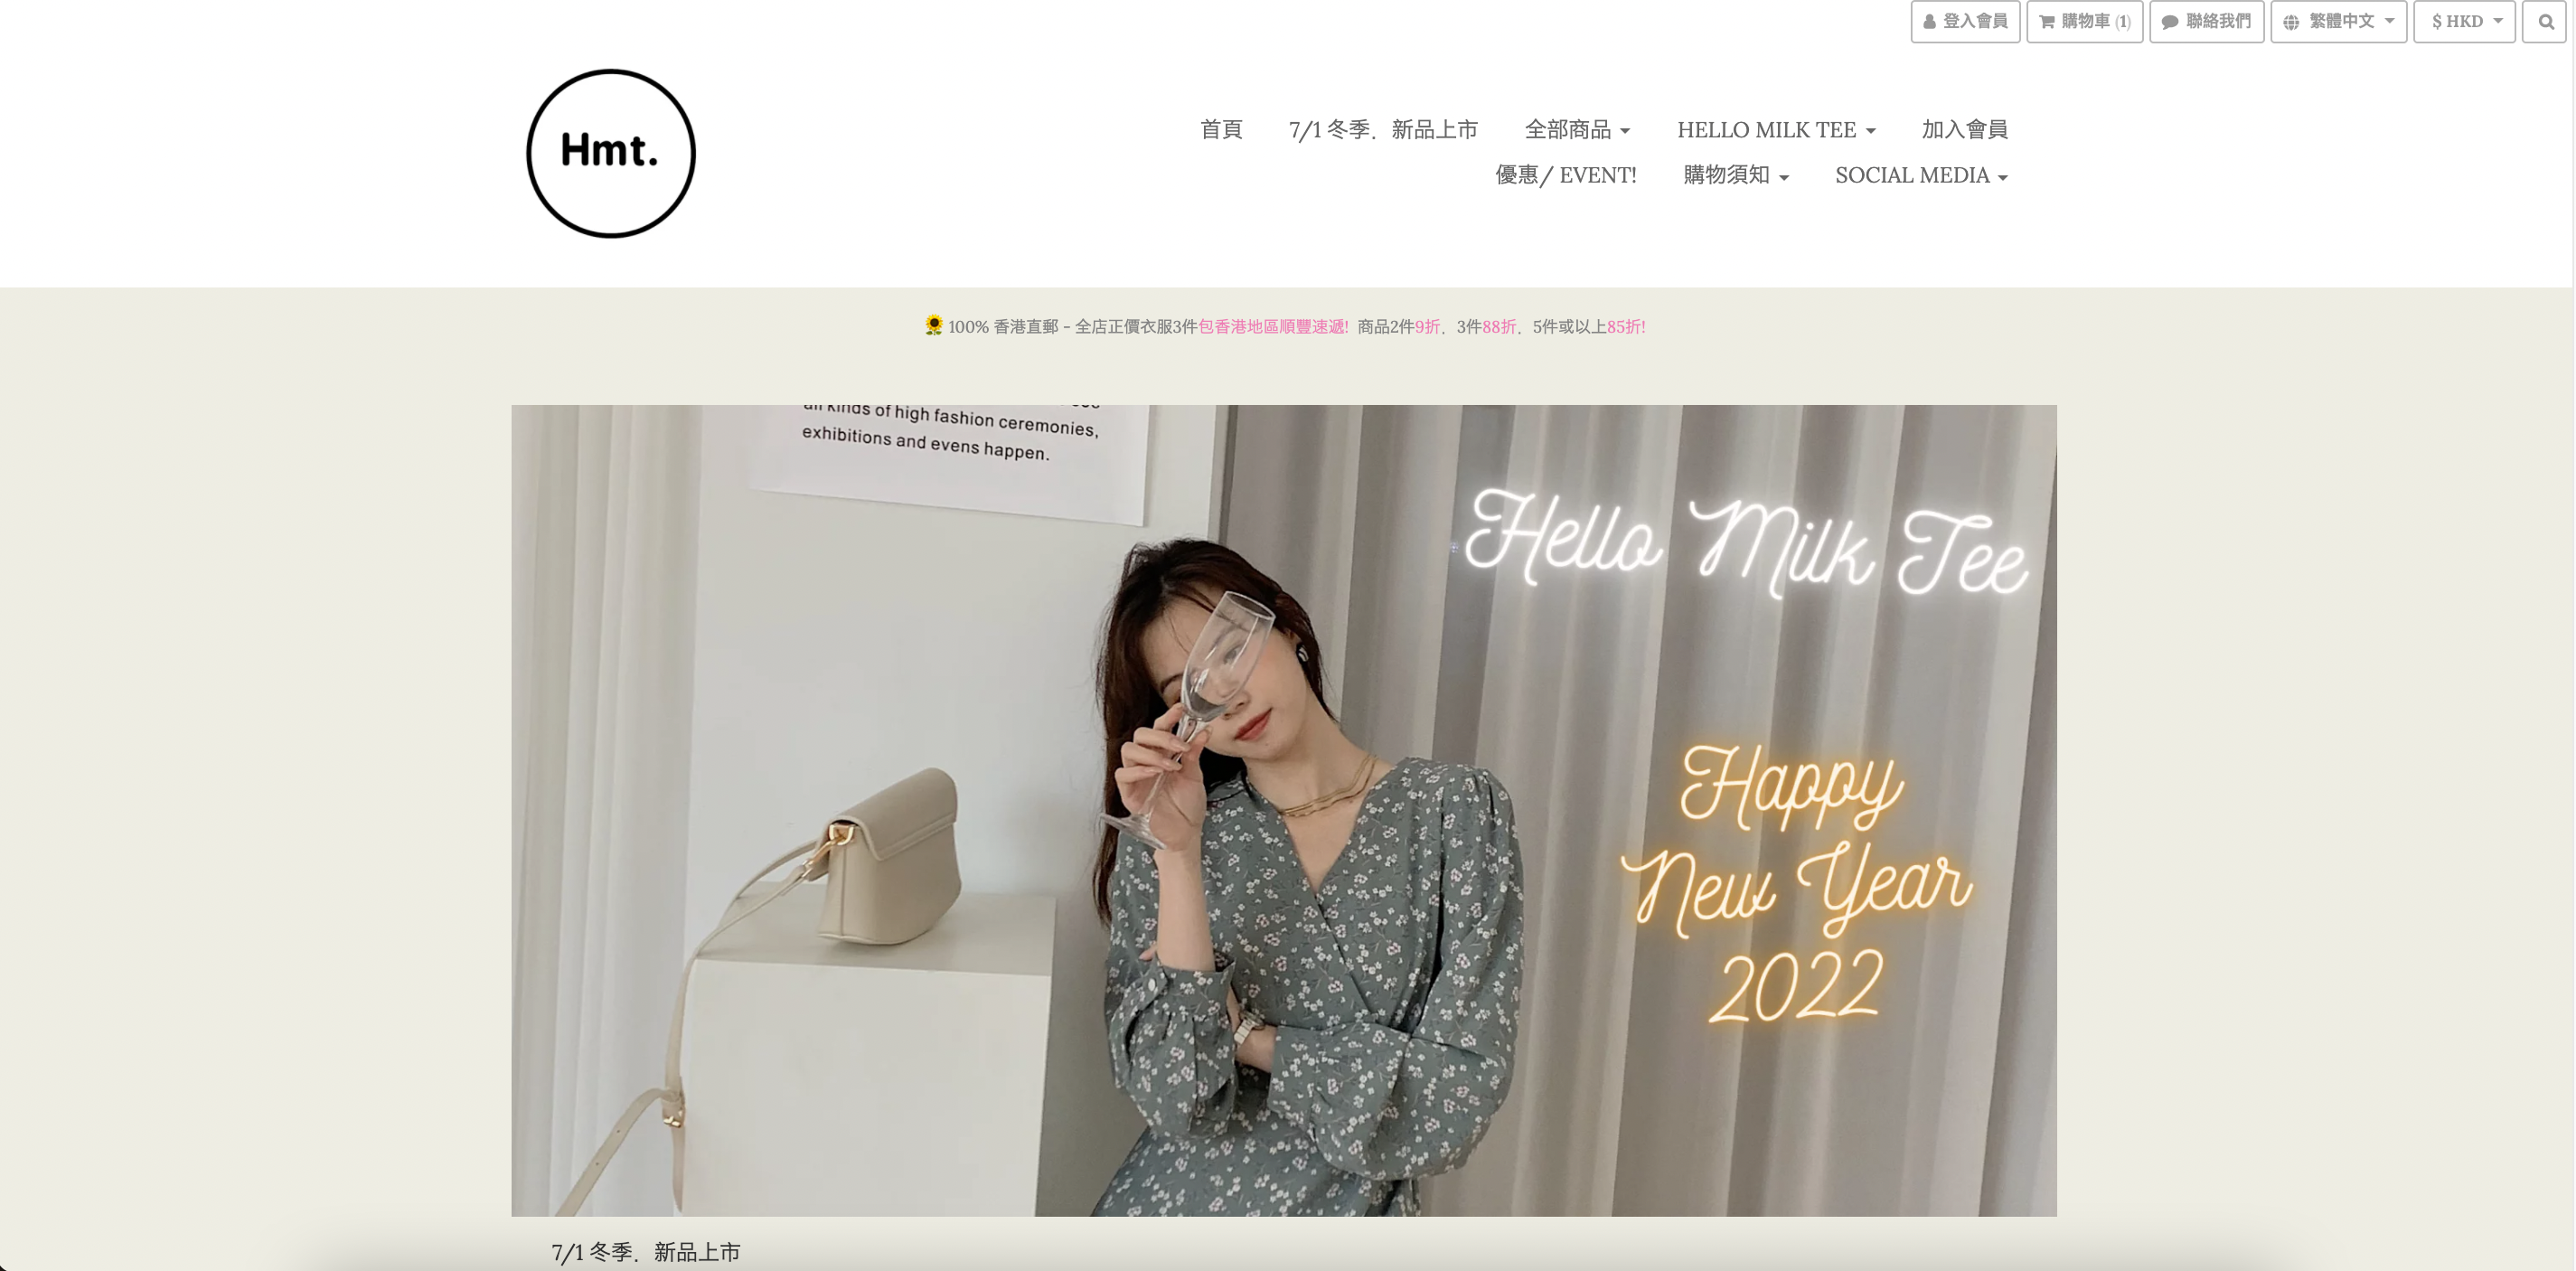 登入會員
購物車 (1)
聯絡我們
繁體中文
$ HKD
Hmt.
首頁
7/1 冬季．新品上市
全部商品
HELLO MILK TEE
加入會員
優惠/ EVENT!
購物須知
SOCIAL MEDIA
🌻 100% 香港直郵 - 全店正價衣服3件包香港地區順豐速遞! 商品2件9折．3件88折．5件或以上85折!
all kinds of high fashion ceremonies,
exhibitions and evens happen.
Hello Milk Tee
Happy
New Year
2022
7/1 冬季．新品上市